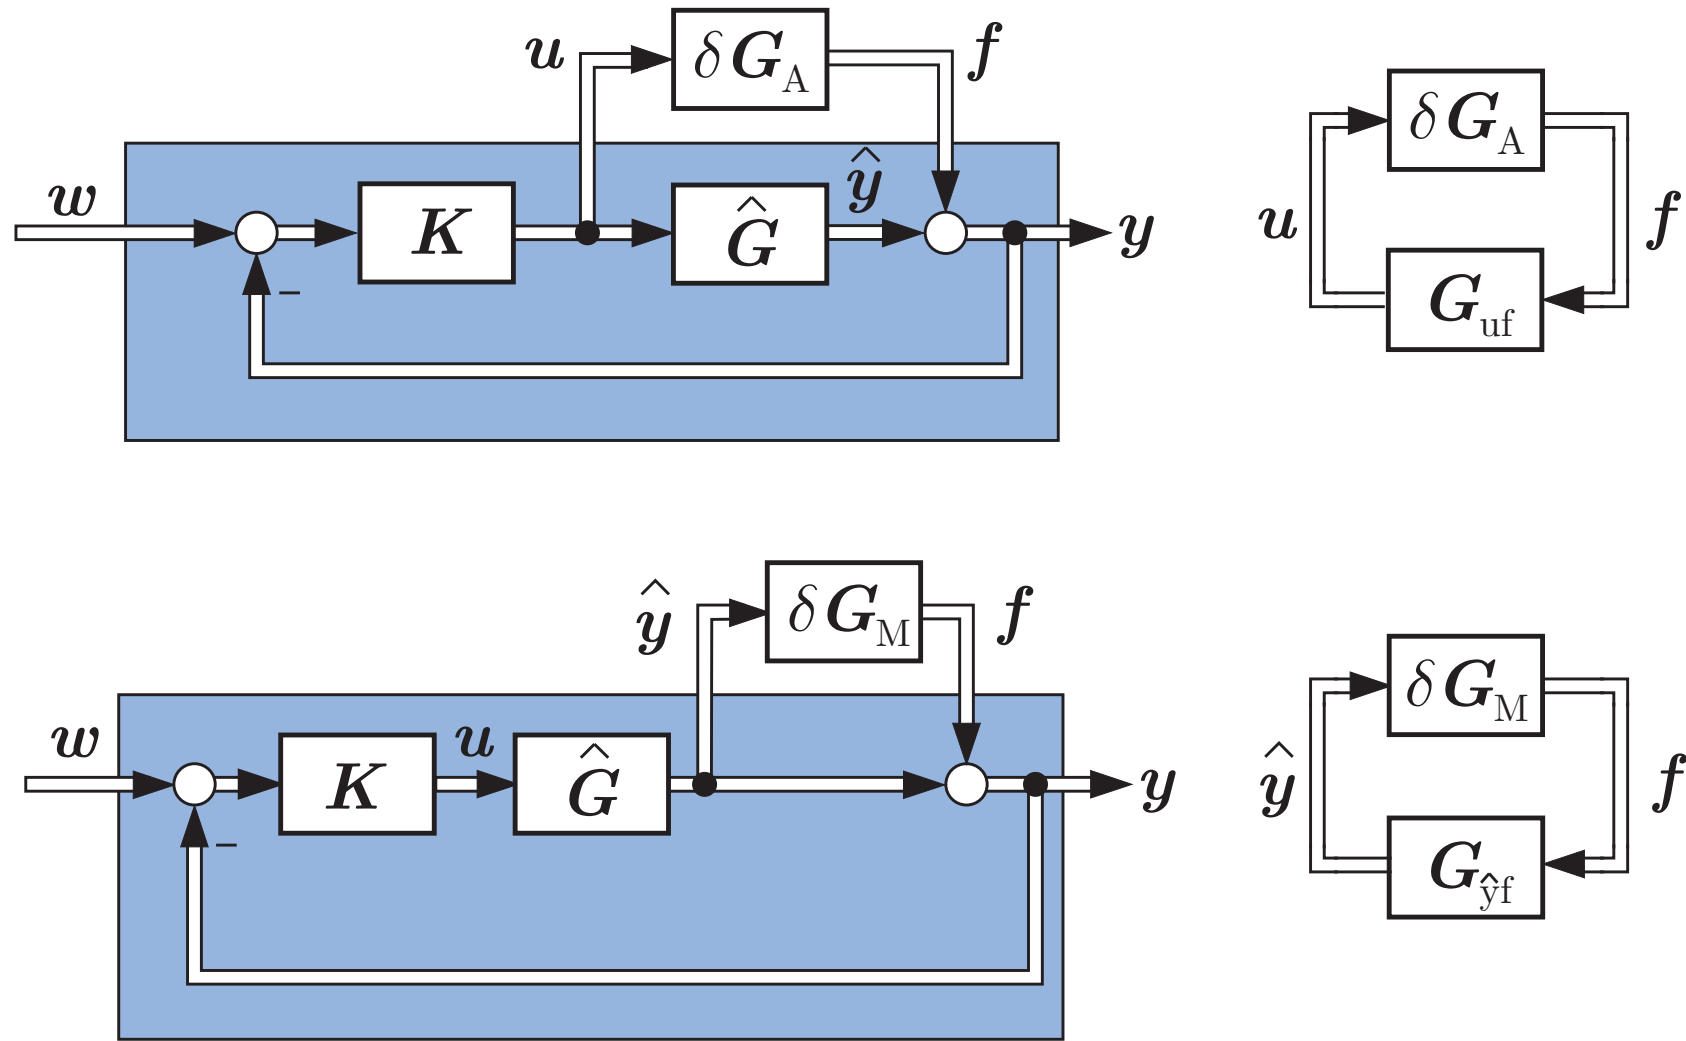 u δG_A f
w K Ĝ ŷ y
−
δG_A
u f
G_uf
ŷ δG_M f
w K u Ĝ y
−
δG_M
ŷ f
G_ŷf